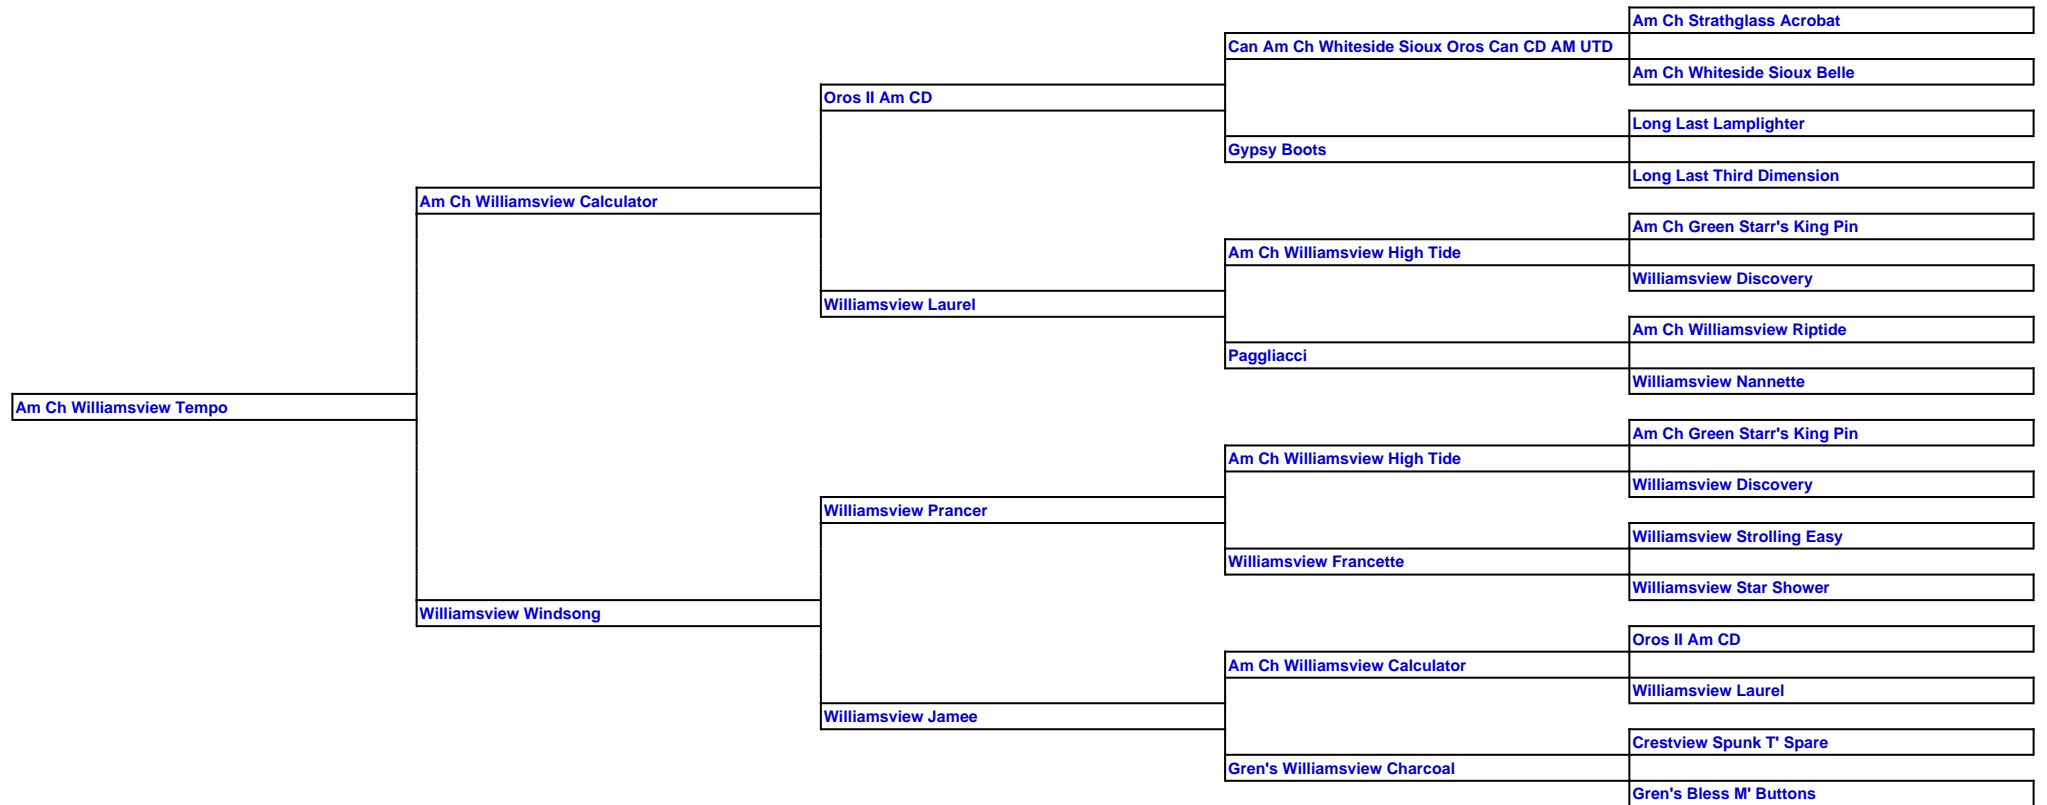 Am Ch Strathglass Acrobat
Can Am Ch Whiteside Sioux Oros Can CD AM UTD
Am Ch Whiteside Sioux Belle
Oros II Am CD
Long Last Lamplighter
Gypsy Boots
Long Last Third Dimension
Am Ch Williamsview Calculator
Am Ch Green Starr's King Pin
Am Ch Williamsview High Tide
Williamsview Discovery
Williamsview Laurel
Am Ch Williamsview Riptide
Paggliacci
Williamsview Nannette
Am Ch Williamsview Tempo
Am Ch Green Starr's King Pin
Am Ch Williamsview High Tide
Williamsview Discovery
Williamsview Prancer
Williamsview Strolling Easy
Williamsview Francette
Williamsview Star Shower
Williamsview Windsong
Oros II Am CD
Am Ch Williamsview Calculator
Williamsview Laurel
Williamsview Jamee
Crestview Spunk T' Spare
Gren's Williamsview Charcoal
Gren's Bless M' Buttons